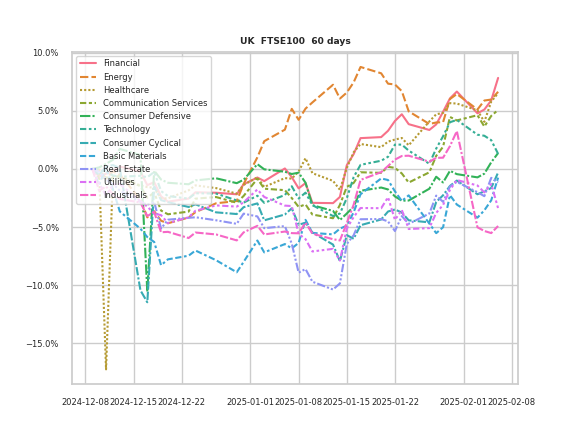 UK FTSE100 60 days
10.0%
5.0%
0.0%
−5.0%
−10.0%
−15.0%
Financial
Energy
Healthcare
Communication Services
Consumer Defensive
Technology
Consumer Cyclical
Basic Materials
Real Estate
Utilities
Industrials
2024-12-08 2024-12-15 2024-12-22 2025-01-01 2025-01-08 2025-01-15 2025-01-22 2025-02-01 2025-02-08